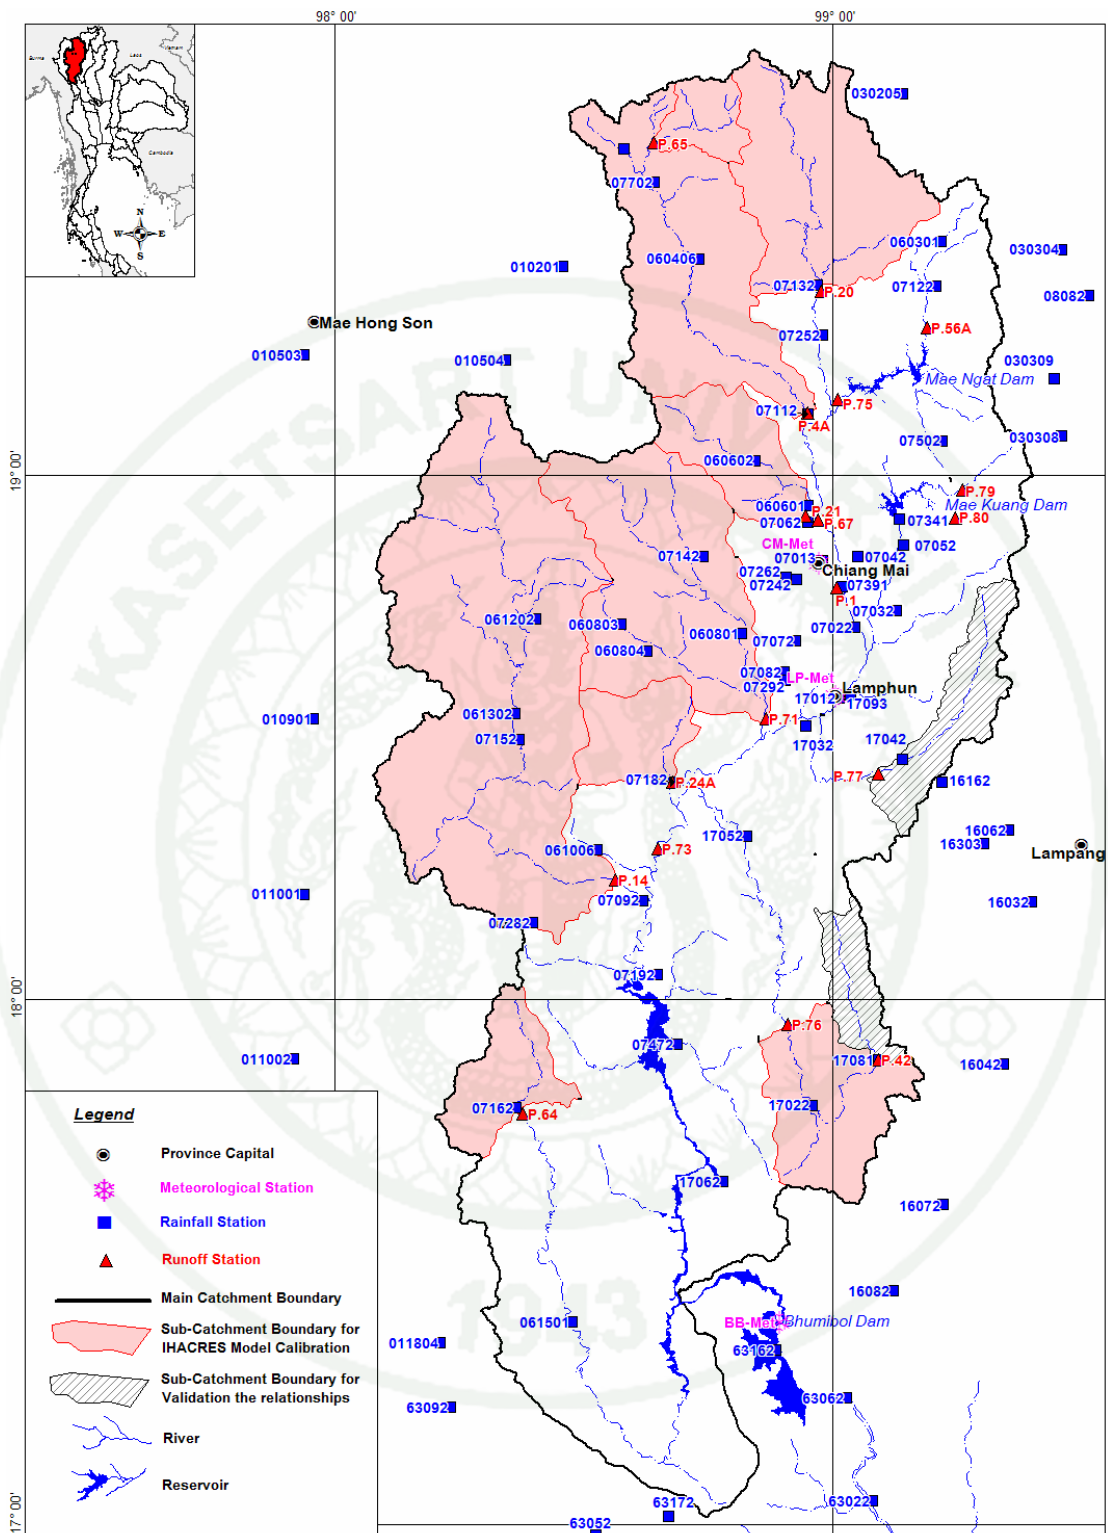 98° 00'
99° 00'
Burma
Laos
Vietnam
Cambodia
N
W
E
S
030205
P.65
07702
060301
030304
060406
010201
07132
P.20
07122
08082
Mae Hong Son
P.56A
07252
010503
010504
030309
Mae Ngat Dam
P.75
07112
P.4A
07502
030308
060602
19° 00'
KASETSART UNIVERSITY
P.79
060601
Mae Kuang Dam
P.21
07062
P.67
07341
P.80
CM-Met
07052
07142
07013
07042
Chiang Mai
07262
07242
07391
P.1
07032
061202
060803
060801
07022
07072
060804
07082
LP-Met
07292
Lamphun
17012
17093
010901
061302
P.71
07152
17032
17042
07182
P.24A
P.77
16162
17052
16062
061006
P.73
16303
Lampang
P.14
011001
07092
16032
07282
07192
18° 00'
P.76
07472
011002
17081
P.42
16042
07162
P.64
17022
17062
16072
16082
1943
061501
BB-Met
Bhumibol Dam
011804
63162
63092
63062
63022
63172
63052
17° 00'
Legend
Province Capital
Meteorological Station
Rainfall Station
Runoff Station
Main Catchment Boundary
Sub-Catchment Boundary for
IHACRES Model Calibration
Sub-Catchment Boundary for
Validation the relationships
River
Reservoir